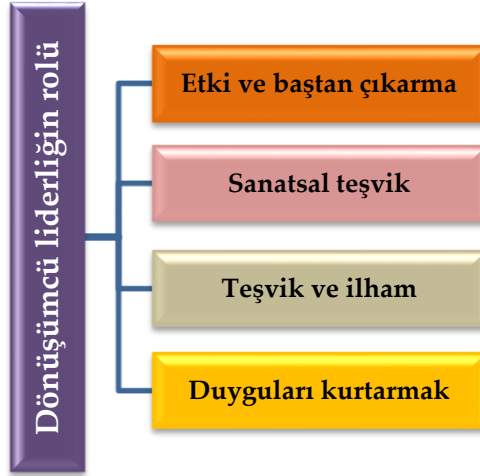 Dönüşümcü liderliğin rolü
Etki ve baştan çıkarma
Sanatsal teşvik
Teşvik ve ilham
Duyguları kurtarmak